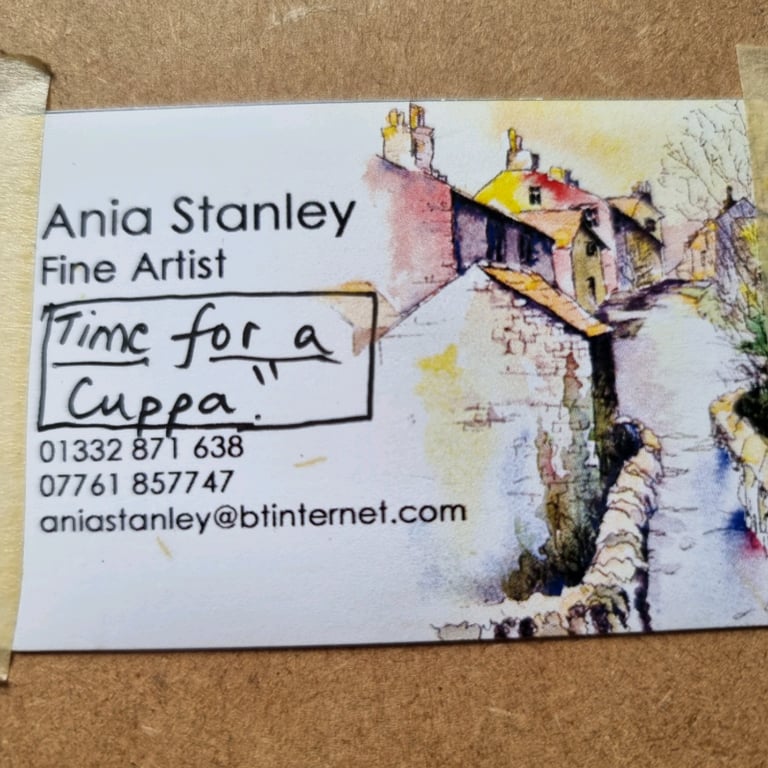 Ania Stanley
Fine Artist
"Time for a
Cuppa."
01332 871 638
07761 857747
aniastanley@btinternet.com